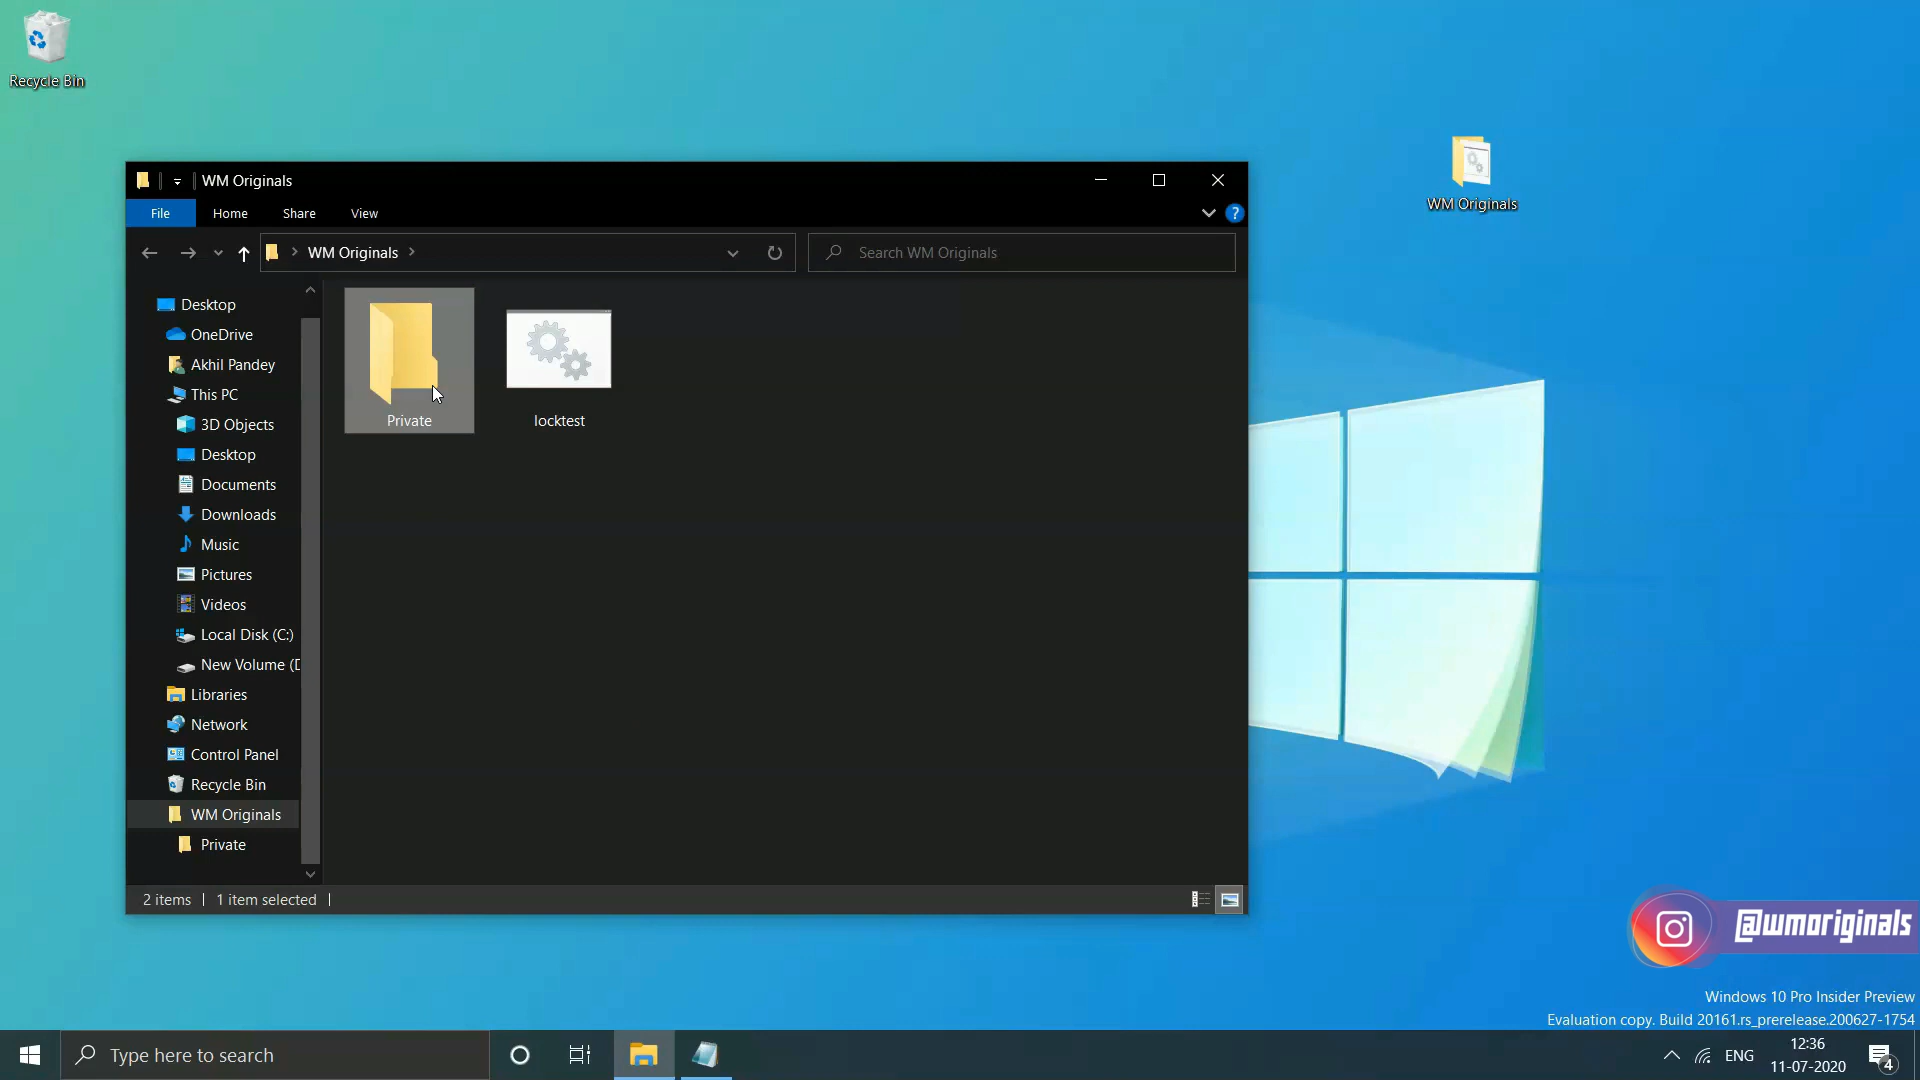 Recycle Bin
WM Originals
WM Originals
File Home Share View
?
WM Originals
Search WM Originals
Desktop
OneDrive
Akhil Pandey
This PC
3D Objects
Desktop
Documents
Downloads
Music
Pictures
Videos
Local Disk (C:)
New Volume (D
Libraries
Network
Control Panel
Recycle Bin
WM Originals
Private
Private
locktest
2 items 1 item selected
@wmoriginals
Windows 10 Pro Insider Preview
Evaluation copy. Build 20161.rs_prerelease.200627-1754
Type here to search
ENG
12:36
11-07-2020
4